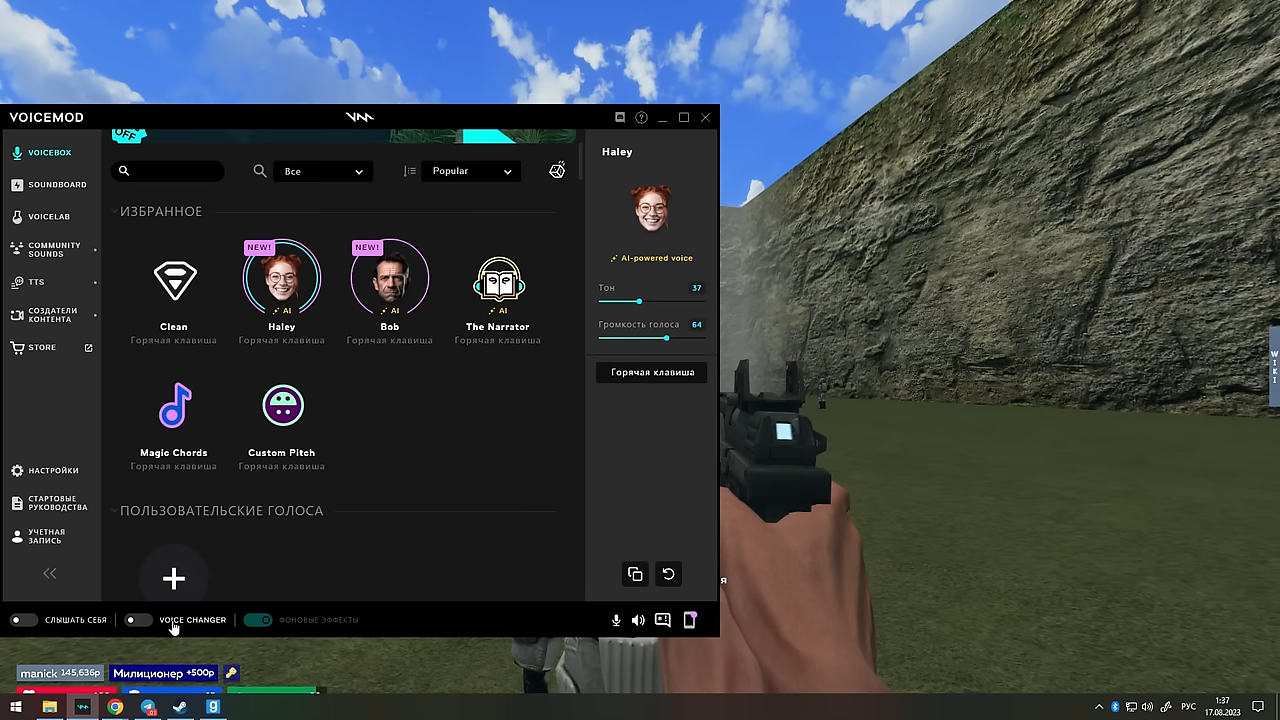 VOICEMOD
OFF
VOICEBOX
SOUNDBOARD
VOICELAB
COMMUNITY
SOUNDS
TTS
СОЗДАТЕЛИ
КОНТЕНТА
STORE
НАСТРОЙКИ
СТАРТОВЫЕ
РУКОВОДСТВА
УЧЕТНАЯ
ЗАПИСЬ
Все
Popular
ИЗБРАННОЕ
NEW!
NEW!
AI
AI
AI
Clean
Haley
Bob
The Narrator
Горячая клавиша
Горячая клавиша
Горячая клавиша
Горячая клавиша
Magic Chords
Custom Pitch
Горячая клавиша
Горячая клавиша
ПОЛЬЗОВАТЕЛЬСКИЕ ГОЛОСА
Haley
AI-powered voice
Тон 37
Громкость голоса 64
Горячая клавиша
СЛЫШАТЬ СЕБЯ
VOICE CHANGER
ФОНОВЫЕ ЭФФЕКТЫ
я
WIKI
manick 145,636р
Милиционер +500р
РУС
1:37
17.08.2023